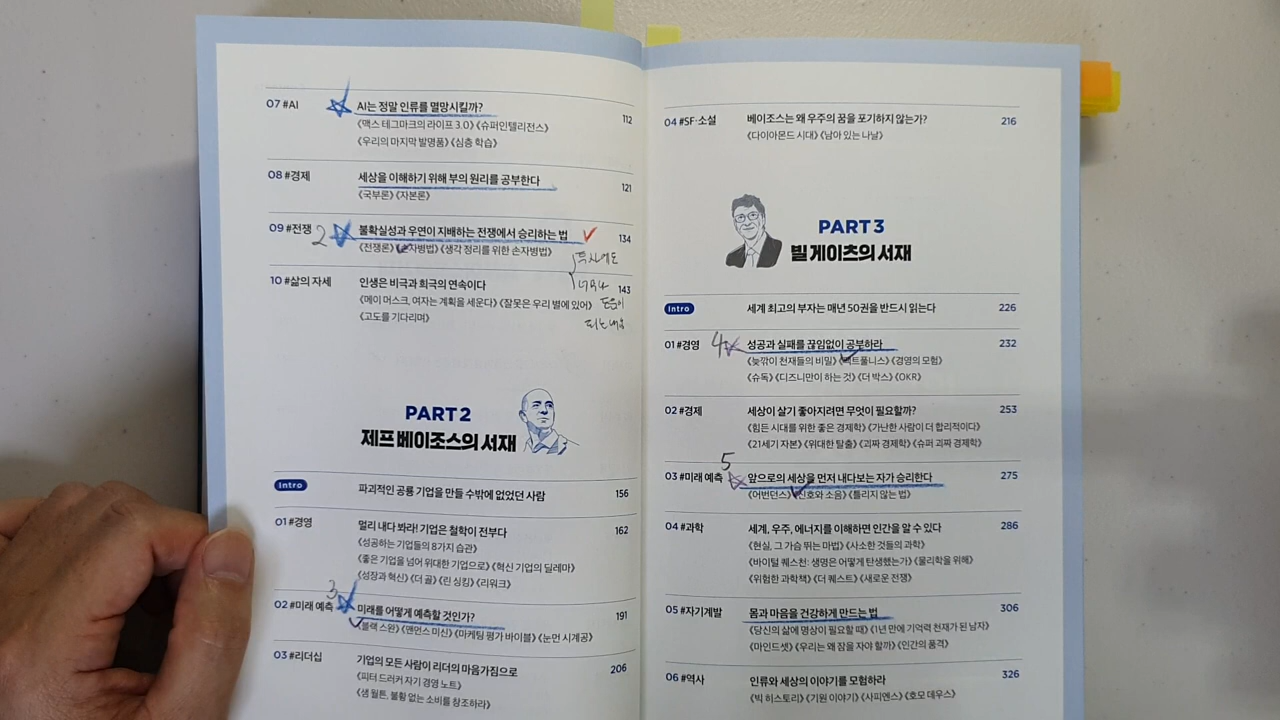 07 #AI
AI는 정말 인류를 멸망시킬까?
112
《맥스 테그마크의 라이프 3.0》 《슈퍼인텔리전스》
《우리의 마지막 발명품》 《심층 학습》
08 #경제
세상을 이해하기 위해 부의 원리를 공부한다
121
《국부론》 《자본론》
09 #전쟁
2
불확실성과 우연이 지배하는 전쟁에서 승리하는 법
134
《전쟁론》 《손자병법》 《생각 정리를 위한 손자병법》
10 #삶의 자세
인생은 비극과 희극의 연속이다
143
《메이 머스크, 여자는 계획을 세운다》 《잘못은 우리 별에 있어》
《고도를 기다리며》
PART 2
제프 베이조스의 서재
Intro
파괴적인 공룡 기업을 만들 수밖에 없었던 사람
156
01 #경영
멀리 내다 봐라! 기업은 철학이 전부다
162
《성공하는 기업들의 8가지 습관》
《좋은 기업을 넘어 위대한 기업으로》 《혁신 기업의 딜레마》
《성장과 혁신》 《더 골》 《린 싱킹》 《리워크》
3
02 #미래 예측
미래를 어떻게 예측할 것인가?
191
《블랙 스완》 《맨먼스 미신》 《마케팅 평가 바이블》 《눈먼 시계공》
03 #리더십
기업의 모든 사람이 리더의 마음가짐으로
206
《피터 드러커 자기 경영 노트》
《샘 월튼, 불황 없는 소비를 창조하라》
04 #SF·소설
베이조스는 왜 우주의 꿈을 포기하지 않는가?
216
《다이아몬드 시대》 《남아 있는 나날》
PART 3
빌 게이츠의 서재
Intro
세계 최고의 부자는 매년 50권을 반드시 읽는다
226
01 #경영
4
성공과 실패를 끊임없이 공부하라
232
《늦깎이 천재들의 비밀》 《팩트풀니스》 《경영의 모험》
《슈독》 《디즈니만이 하는 것》 《더 박스》 《OKR》
02 #경제
세상이 살기 좋아지려면 무엇이 필요할까?
253
《힘든 시대를 위한 좋은 경제학》 《가난한 사람이 더 합리적이다》
《21세기 자본》 《위대한 탈출》 《괴짜 경제학》 《슈퍼 괴짜 경제학》
5
03 #미래 예측
앞으로의 세상을 먼저 내다보는 자가 승리한다
275
《어번던스》 《신호와 소음》 《틀리지 않는 법》
04 #과학
세계, 우주, 에너지를 이해하면 인간을 알 수 있다
286
《현실, 그 가슴 뛰는 마법》 《사소한 것들의 과학》
《바이털 퀘스천: 생명은 어떻게 탄생했는가》 《물리학을 위해》
《위험한 과학책》 《더 퀘스트》 《새로운 전쟁》
05 #자기계발
몸과 마음을 건강하게 만드는 법
306
《당신의 삶에 명상이 필요할 때》 《1년 만에 기억력 천재가 된 남자》
《마인드셋》 《우리는 왜 잠을 자야 할까》 《인간의 품격》
06 #역사
인류와 세상의 이야기를 모험하라
326
《빅 히스토리》 《기원 이야기》 《사피엔스》 《호모 데우스》